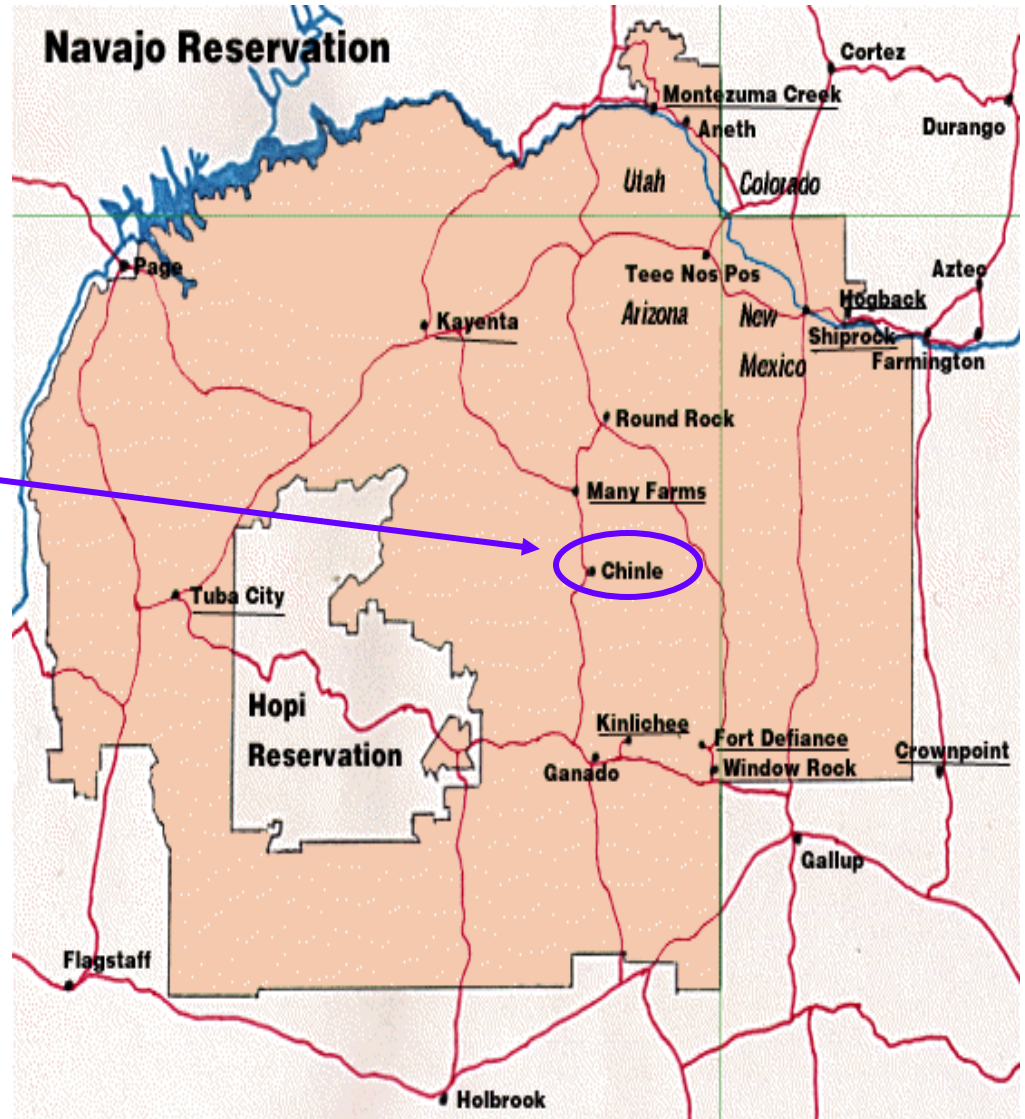 Navajo Reservation
Cortez
Montezuma Creek
Aneth
Durango
Utah
Colorado
Page
Teec Nos Pos
Aztec
Hogback
Kayenta
Arizona
New
Mexico
Shiprock
Farmington
Round Rock
Many Farms
Chinle
Tuba City
Hopi
Reservation
Kinlichee
Fort Defiance
Ganado
Window Rock
Crownpoint
Gallup
Flagstaff
Holbrook